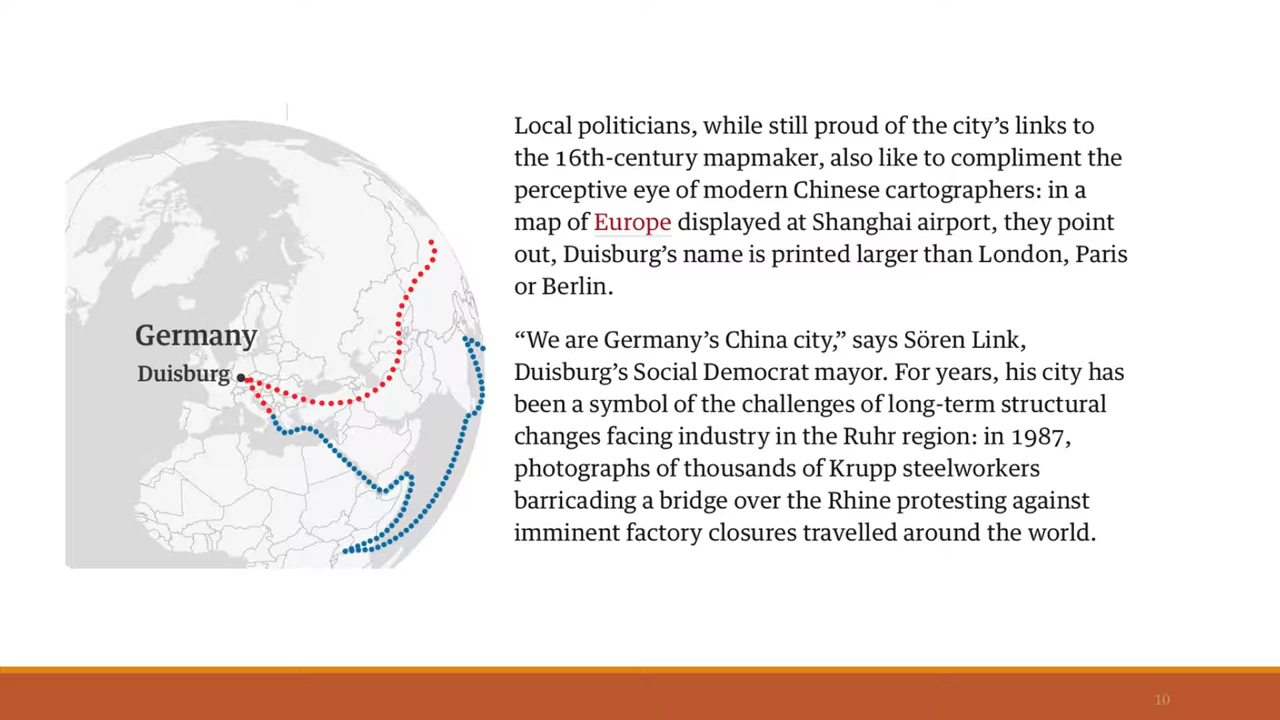 Local politicians, while still proud of the city’s links to
the 16th-century mapmaker, also like to compliment the
perceptive eye of modern Chinese cartographers: in a
map of Europe displayed at Shanghai airport, they point
out, Duisburg’s name is printed larger than London, Paris
or Berlin.
“We are Germany’s China city,” says Sören Link,
Duisburg’s Social Democrat mayor. For years, his city has
been a symbol of the challenges of long-term structural
changes facing industry in the Ruhr region: in 1987,
photographs of thousands of Krupp steelworkers
barricading a bridge over the Rhine protesting against
imminent factory closures travelled around the world.
Germany
Duisburg
10